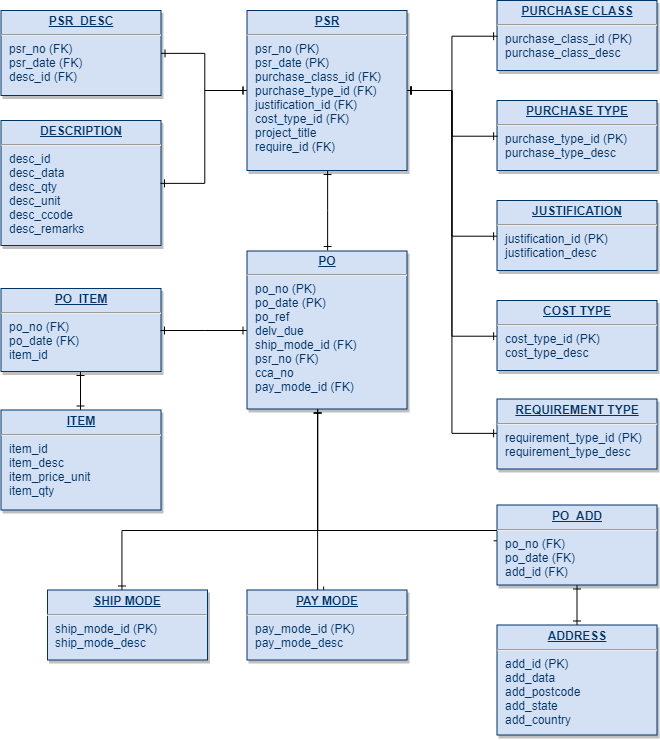 PSR_DESC
psr_no (FK)
psr_date (FK)
desc_id (FK)
DESCRIPTION
desc_id
desc_data
desc_qty
desc_unit
desc_ccode
desc_remarks
PSR
psr_no (PK)
psr_date (PK)
purchase_class_id (FK)
purchase_type_id (FK)
justification_id (FK)
cost_type_id (FK)
project_title
require_id (FK)
PURCHASE CLASS
purchase_class_id (PK)
purchase_class_desc
PURCHASE TYPE
purchase_type_id (PK)
purchase_type_desc
JUSTIFICATION
justification_id (PK)
justification_desc
COST TYPE
cost_type_id (PK)
cost_type_desc
REQUIREMENT TYPE
requirement_type_id (PK)
requirement_type_desc
PO
po_no (PK)
po_date (PK)
po_ref
delv_due
ship_mode_id (FK)
psr_no (FK)
cca_no
pay_mode_id (FK)
PO_ITEM
po_no (FK)
po_date (FK)
item_id
ITEM
item_id
item_desc
item_price_unit
item_qty
SHIP MODE
ship_mode_id (PK)
ship_mode_desc
PAY MODE
pay_mode_id (PK)
pay_mode_desc
PO_ADD
po_no (FK)
po_date (FK)
add_id (FK)
ADDRESS
add_id (PK)
add_data
add_postcode
add_state
add_country